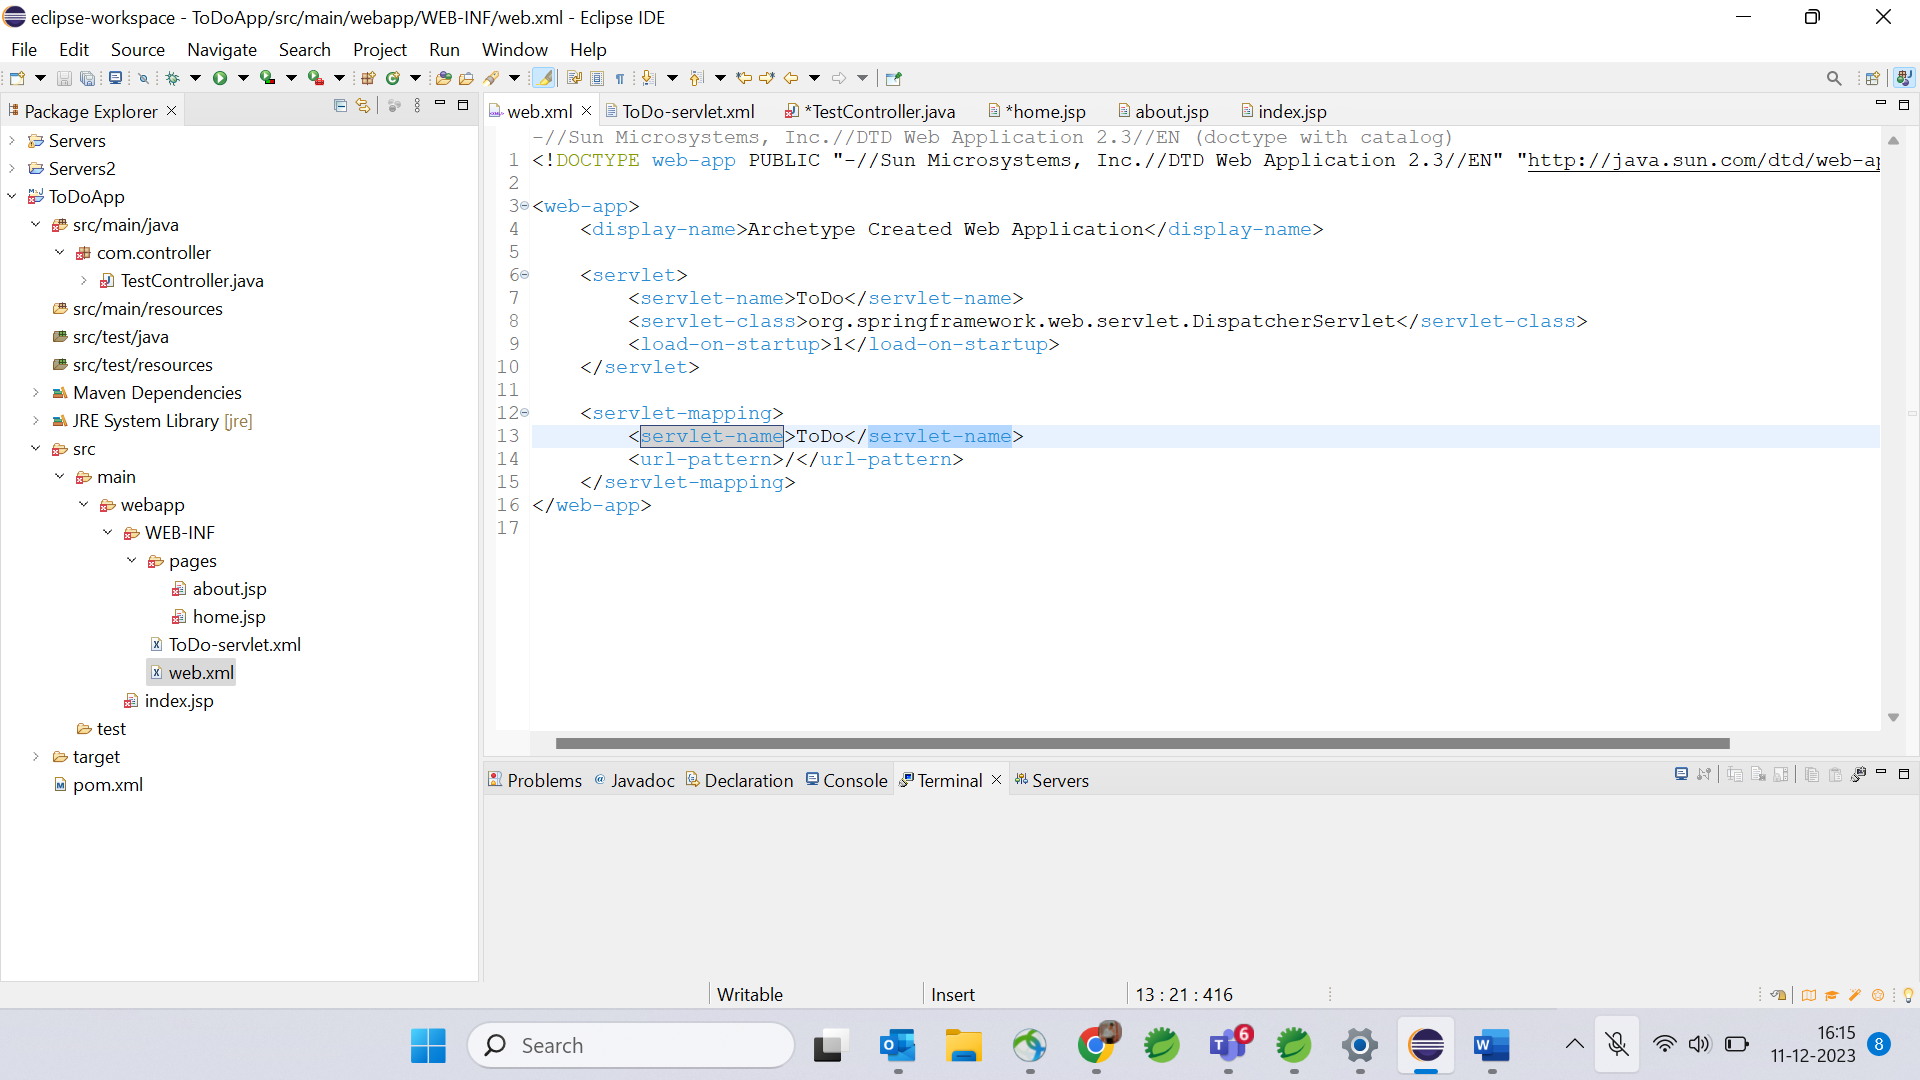 eclipse-workspace - ToDoApp/src/main/webapp/WEB-INF/web.xml - Eclipse IDE
File Edit Source Navigate Search Project Run Window Help
Package Explorer
Servers
Servers2
ToDoApp
src/main/java
com.controller
TestController.java
src/main/resources
src/test/java
src/test/resources
Maven Dependencies
JRE System Library [jre]
src
main
webapp
WEB-INF
pages
about.jsp
home.jsp
ToDo-servlet.xml
web.xml
index.jsp
test
target
pom.xml
web.xml ToDo-servlet.xml *TestController.java *home.jsp about.jsp index.jsp
-//Sun Microsystems, Inc.//DTD Web Application 2.3//EN (doctype with catalog)
1 <!DOCTYPE web-app PUBLIC "-//Sun Microsystems, Inc.//DTD Web Application 2.3//EN" "http://java.sun.com/dtd/web-ap
2
3 <web-app>
4 <display-name>Archetype Created Web Application</display-name>
5
6 <servlet>
7 <servlet-name>ToDo</servlet-name>
8 <servlet-class>org.springframework.web.servlet.DispatcherServlet</servlet-class>
9 <load-on-startup>1</load-on-startup>
10 </servlet>
11
12 <servlet-mapping>
13 <servlet-name>ToDo</servlet-name>
14 <url-pattern>/</url-pattern>
15 </servlet-mapping>
16 </web-app>
17
Problems @ Javadoc Declaration Console Terminal Servers
Writable Insert 13 : 21 : 416
Search
6
16:15
11-12-2023
8